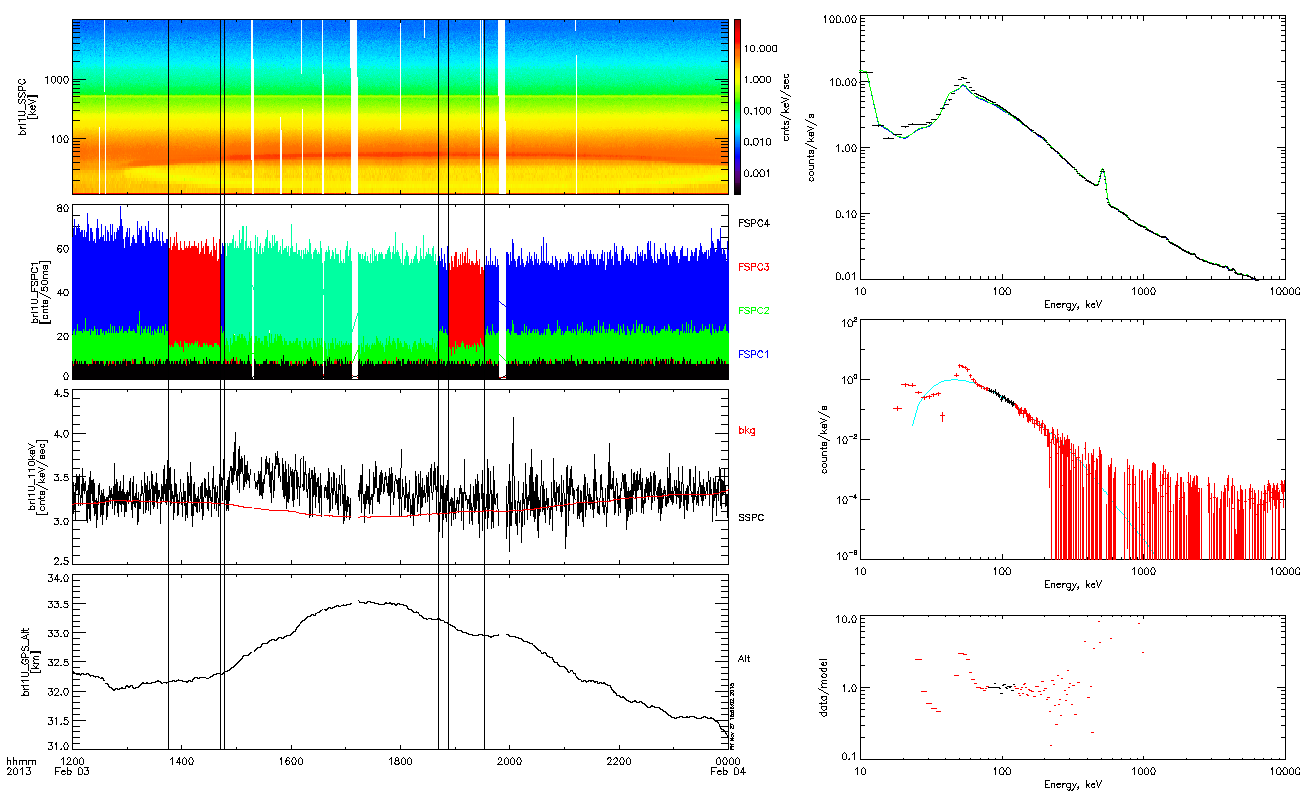 brl1U_SSPC
[keV]
1000
100
10.000
1.000
0.100
0.010
0.001
cnts/keV/sec
brl1U_FSPC1
[cnts/50ms]
80
60
40
20
0
FSPC4
FSPC3
FSPC2
FSPC1
brl1U_110keV
[cnts/keV/sec]
4.5
4.0
3.5
3.0
2.5
bkg
SSPC
brl1U_GPS_Alt
[km]
34.0
33.5
33.0
32.5
32.0
31.5
31.0
Alt
hhmm
2013
1200
Feb 03
1400
1600
1800
2000
2200
0000
Feb 04
counts/keV/s
100.00
10.00
1.00
0.10
0.01
10
100
1000
10000
Energy, keV
counts/keV/s
10²
10⁰
10⁻²
10⁻⁴
10⁻⁶
10
100
1000
10000
Energy, keV
data/model
10.0
1.0
0.1
10
100
1000
10000
Energy, keV